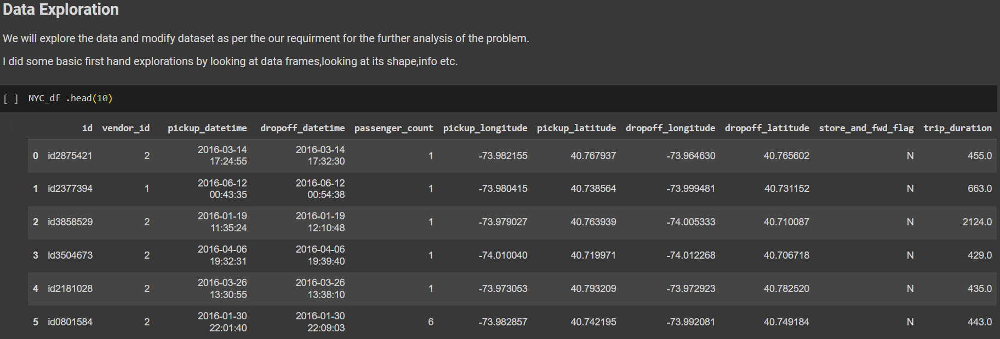 Data Exploration
We will explore the data and modify dataset as per the our requirment for the further analysis of the problem.
I did some basic first hand explorations by looking at data frames,looking at its shape,info etc.
[ ] NYC_df .head(10)
id vendor_id pickup_datetime dropoff_datetime passenger_count pickup_longitude pickup_latitude dropoff_longitude dropoff_latitude store_and_fwd_flag trip_duration
0 id2875421 2 2016-03-14 17:24:55 2016-03-14 17:32:30 1 -73.982155 40.767937 -73.964630 40.765602 N 455.0
1 id2377394 1 2016-06-12 00:43:35 2016-06-12 00:54:38 1 -73.980415 40.738564 -73.999481 40.731152 N 663.0
2 id3858529 2 2016-01-19 11:35:24 2016-01-19 12:10:48 1 -73.979027 40.763939 -74.005333 40.710087 N 2124.0
3 id3504673 2 2016-04-06 19:32:31 2016-04-06 19:39:40 1 -74.010040 40.719971 -74.012268 40.706718 N 429.0
4 id2181028 2 2016-03-26 13:30:55 2016-03-26 13:38:10 1 -73.973053 40.793209 -73.972923 40.782520 N 435.0
5 id0801584 2 2016-01-30 22:01:40 2016-01-30 22:09:03 6 -73.982857 40.742195 -73.992081 40.749184 N 443.0